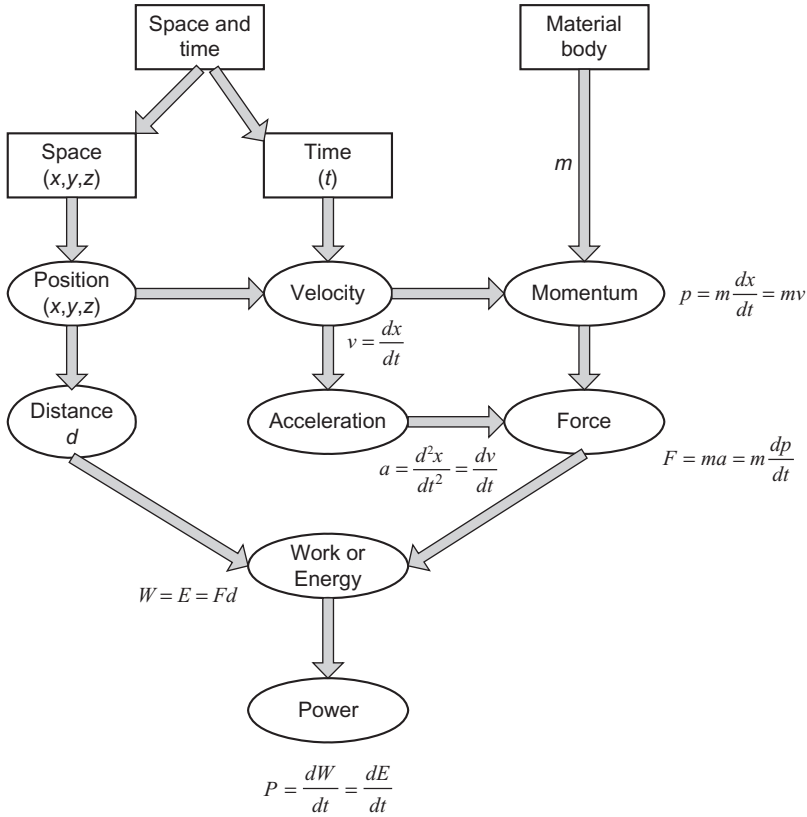 Space and
time
Material
body
Space
(x,y,z)
Time
(t)
m
Position
(x,y,z)
Velocity
Momentum
p = m dx/dt = mv
v = dx/dt
Distance
d
Acceleration
Force
a = d²x/dt² = dv/dt
F = ma = m dp/dt
Work or
Energy
W = E = Fd
Power
P = dW/dt = dE/dt